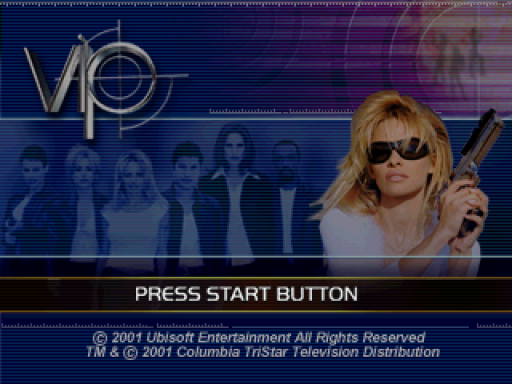 VIP
PRESS START BUTTON
© 2001 Ubisoft Entertainment All Rights Reserved
TM & © 2001 Columbia TriStar Television Distribution